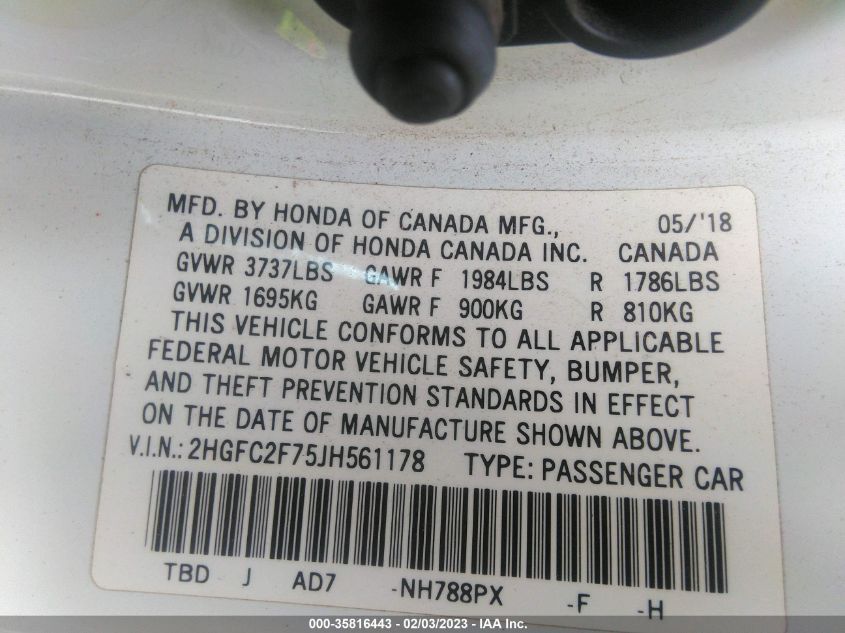 MFD. BY HONDA OF CANADA MFG., 05/'18
A DIVISION OF HONDA CANADA INC. CANADA
GVWR 3737LBS GAWR F 1984LBS R 1786LBS
GVWR 1695KG GAWR F 900KG R 810KG
THIS VEHICLE CONFORMS TO ALL APPLICABLE
FEDERAL MOTOR VEHICLE SAFETY, BUMPER,
AND THEFT PREVENTION STANDARDS IN EFFECT
ON THE DATE OF MANUFACTURE SHOWN ABOVE.
V.I.N.: 2HGFC2F75JH561178 TYPE: PASSENGER CAR
TBD J AD7 -NH788PX -F -H
000-35816443 - 02/03/2023 - IAA Inc.